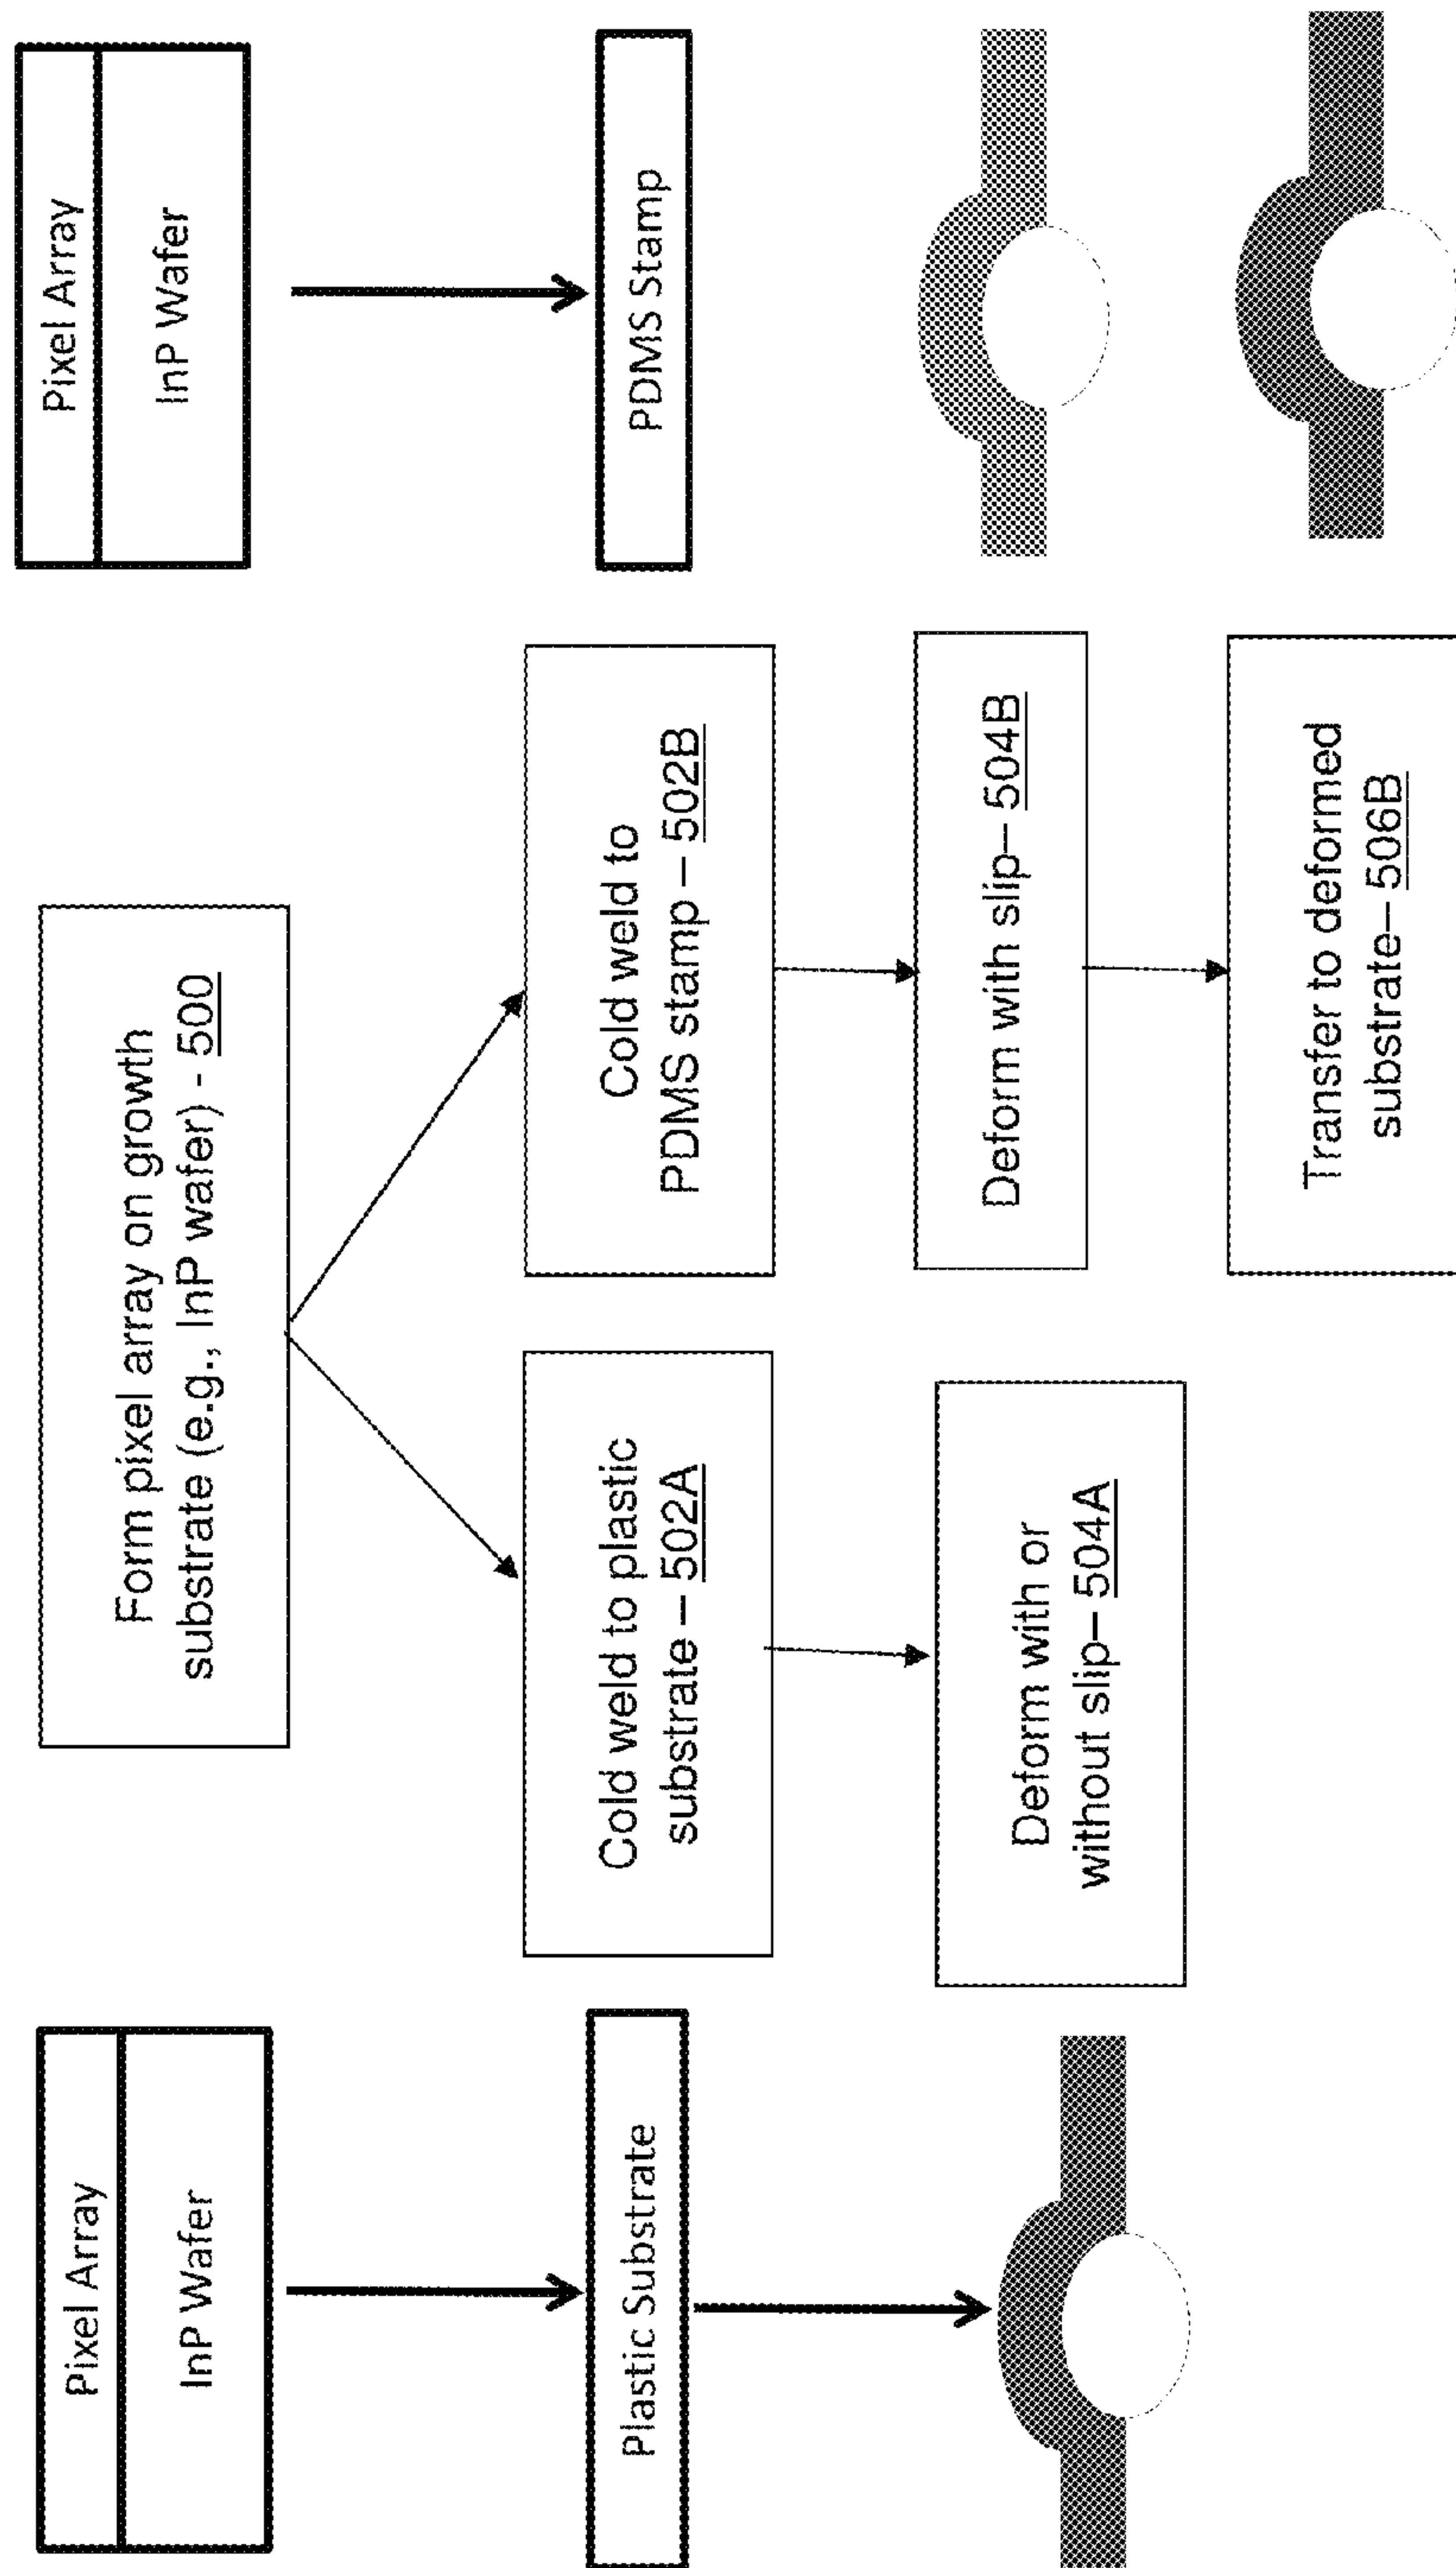 Pixel Array
InP Wafer
Plastic Substrate
Form pixel array on growth
substrate (e.g., InP wafer) - 500
Cold weld to plastic
substrate – 502A
Deform with or
without slip– 504A
Cold weld to
PDMS stamp – 502B
Deform with slip– 504B
Transfer to deformed
substrate– 506B
Pixel Array
InP Wafer
PDMS Stamp